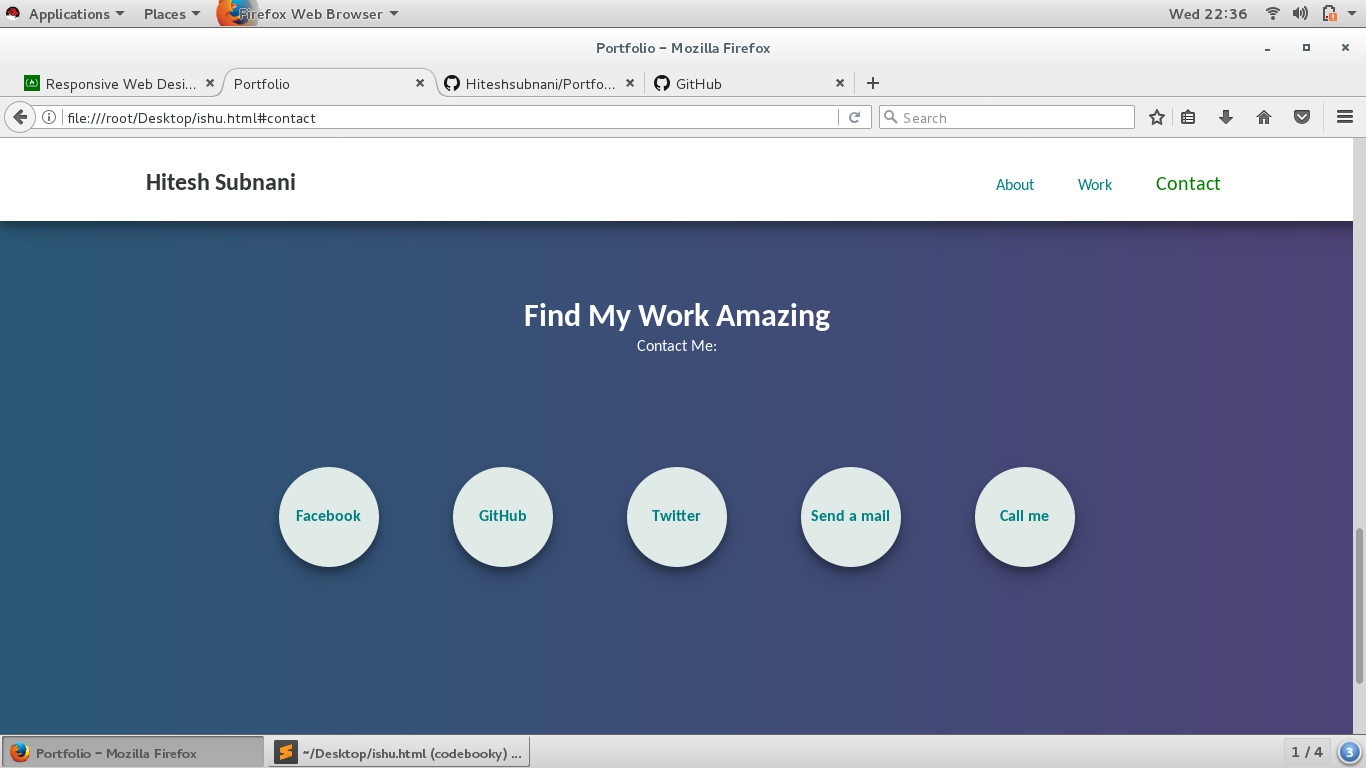 Applications Places Firefox Web Browser Wed 22:36
Portfolio – Mozilla Firefox
Responsive Web Desi... Portfolio Hiteshsubnani/Portfo... GitHub
file:///root/Desktop/ishu.html#contact Search
Hitesh Subnani About Work Contact
Find My Work Amazing
Contact Me:
Facebook GitHub Twitter Send a mail Call me
Portfolio – Mozilla Firefox ~/Desktop/ishu.html (codebooky) ... 1 / 4 3